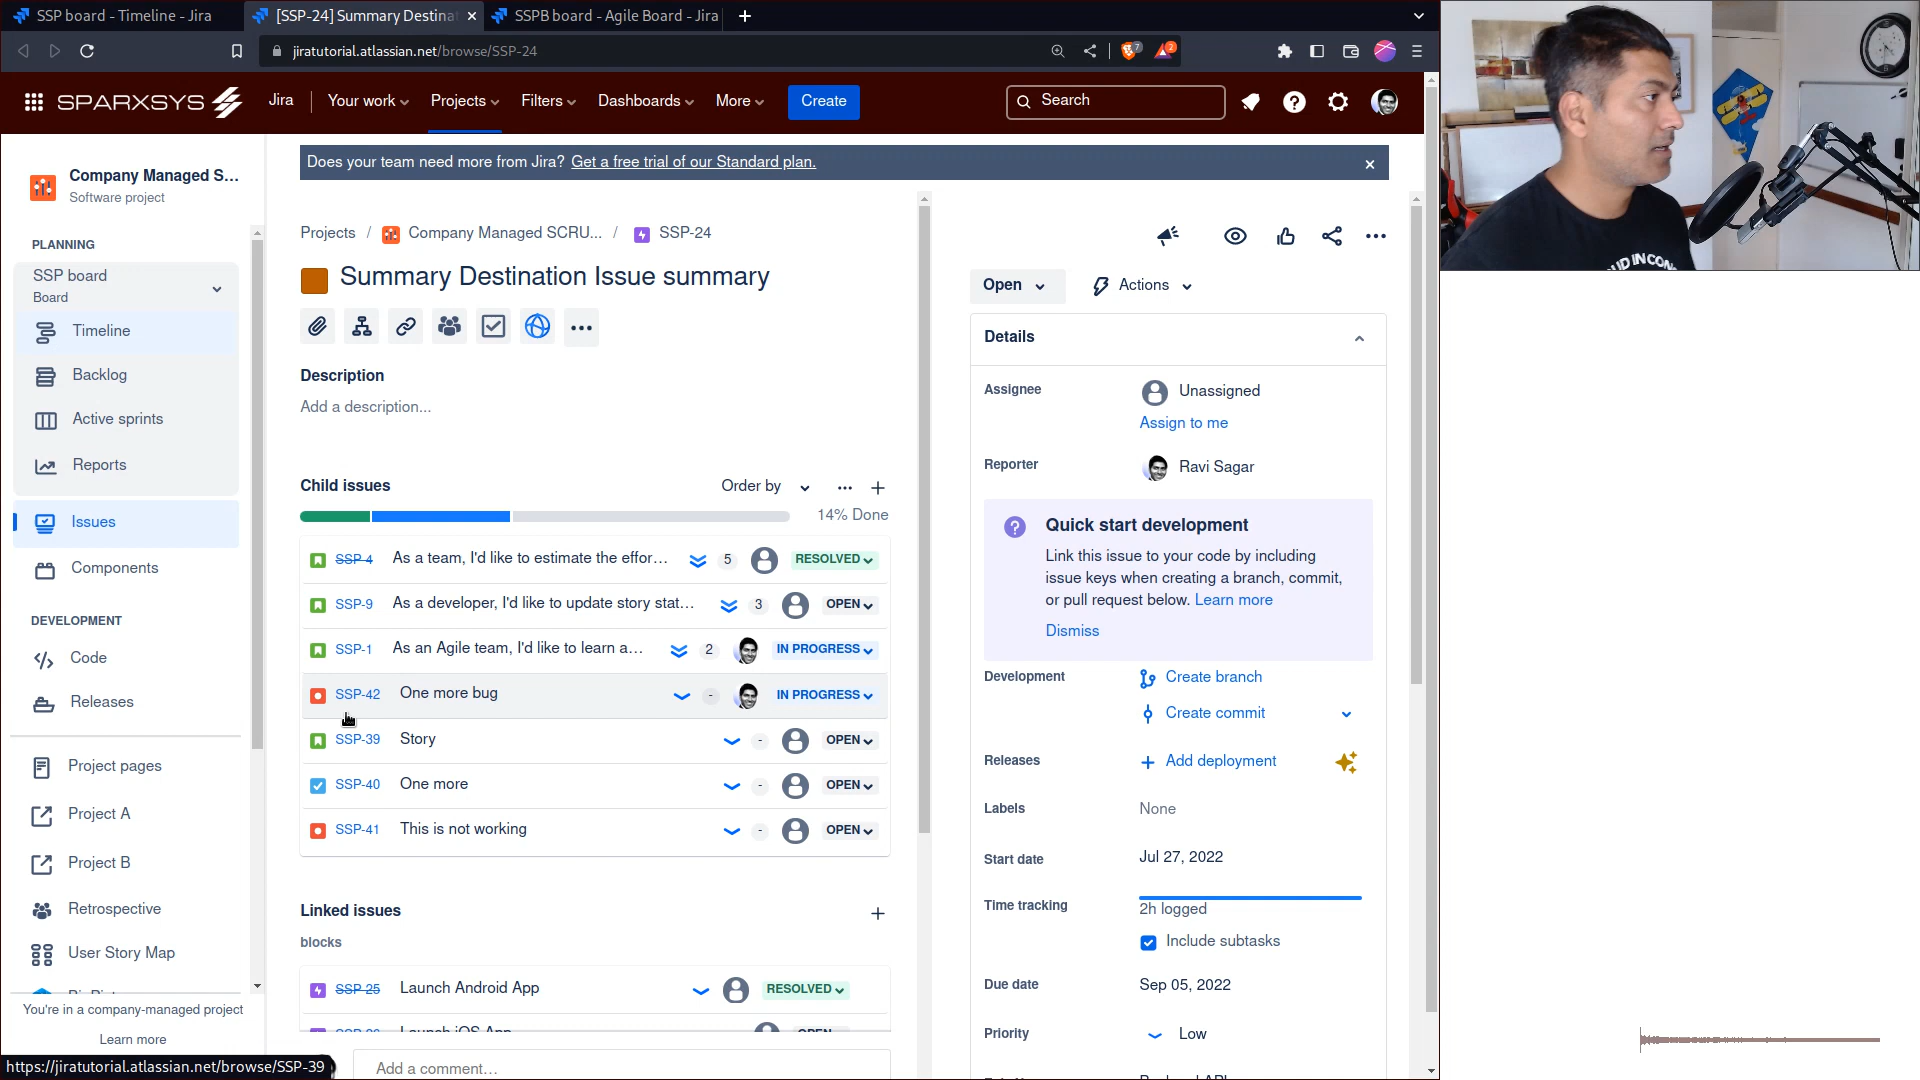 SSP board - Timeline - Jira
[SSP-24] Summary Destinat
SSPB board - Agile Board - Jira
jiratutorial.atlassian.net/browse/SSP-24
7
2
SPARXSYS
Jira
Your work
Projects
Filters
Dashboards
More
Create
Search
Company Managed S...
Software project
Does your team need more from Jira? Get a free trial of our Standard plan.
PLANNING
SSP board
Board
Timeline
Backlog
Active sprints
Reports
Issues
Components
DEVELOPMENT
Code
Releases
Project pages
Project A
Project B
Retrospective
User Story Map
You're in a company-managed project
Learn more
https://jiratutorial.atlassian.net/browse/SSP-39
Projects / Company Managed SCRU... / SSP-24
Summary Destination Issue summary
Description
Add a description...
Child issues
Order by
14% Done
SSP-4 As a team, I'd like to estimate the effor... 5 RESOLVED
SSP-9 As a developer, I'd like to update story stat... 3 OPEN
SSP-1 As an Agile team, I'd like to learn a... 2 IN PROGRESS
SSP-42 One more bug - IN PROGRESS
SSP-39 Story - OPEN
SSP-40 One more - OPEN
SSP-41 This is not working - OPEN
Linked issues
blocks
SSP-25 Launch Android App RESOLVED
Launch iOS App OPEN
Add a comment...
Open
Actions
Details
Assignee
Unassigned
Assign to me
Reporter
Ravi Sagar
Quick start development
Link this issue to your code by including
issue keys when creating a branch, commit,
or pull request below. Learn more
Dismiss
Development
Create branch
Create commit
Releases
Add deployment
Labels
None
Start date
Jul 27, 2022
Time tracking
2h logged
Include subtasks
Due date
Sep 05, 2022
Priority
Low